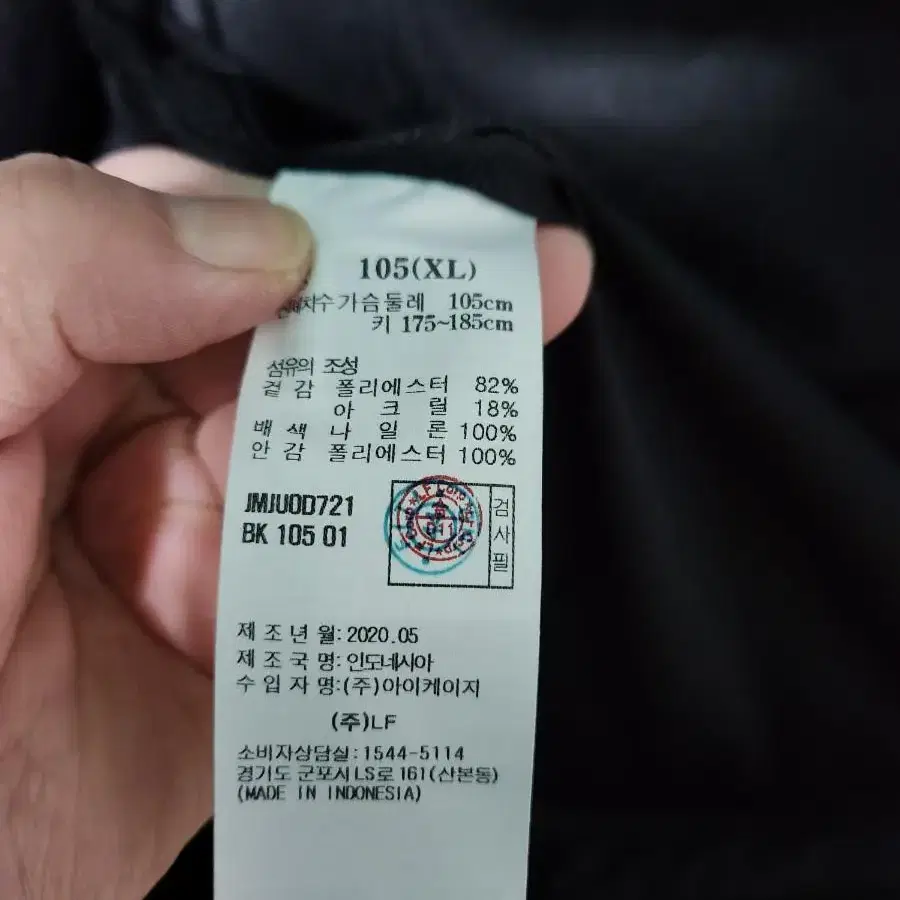 105(XL)
가슴둘레 105cm
키 175~185cm
섬유의 조성
겉감 폴리에스터 82%
아크릴 18%
배색 나일론 100%
안감 폴리에스터 100%
JMJU0D721
BK 105 01
검사필
제조년월: 2020.05
제조국명: 인도네시아
수입자명:(주)아이케이지
(주)LF
소비자상담실:1544-5114
경기도 군포시LS로 161(산본동)
(MADE IN INDONESIA)